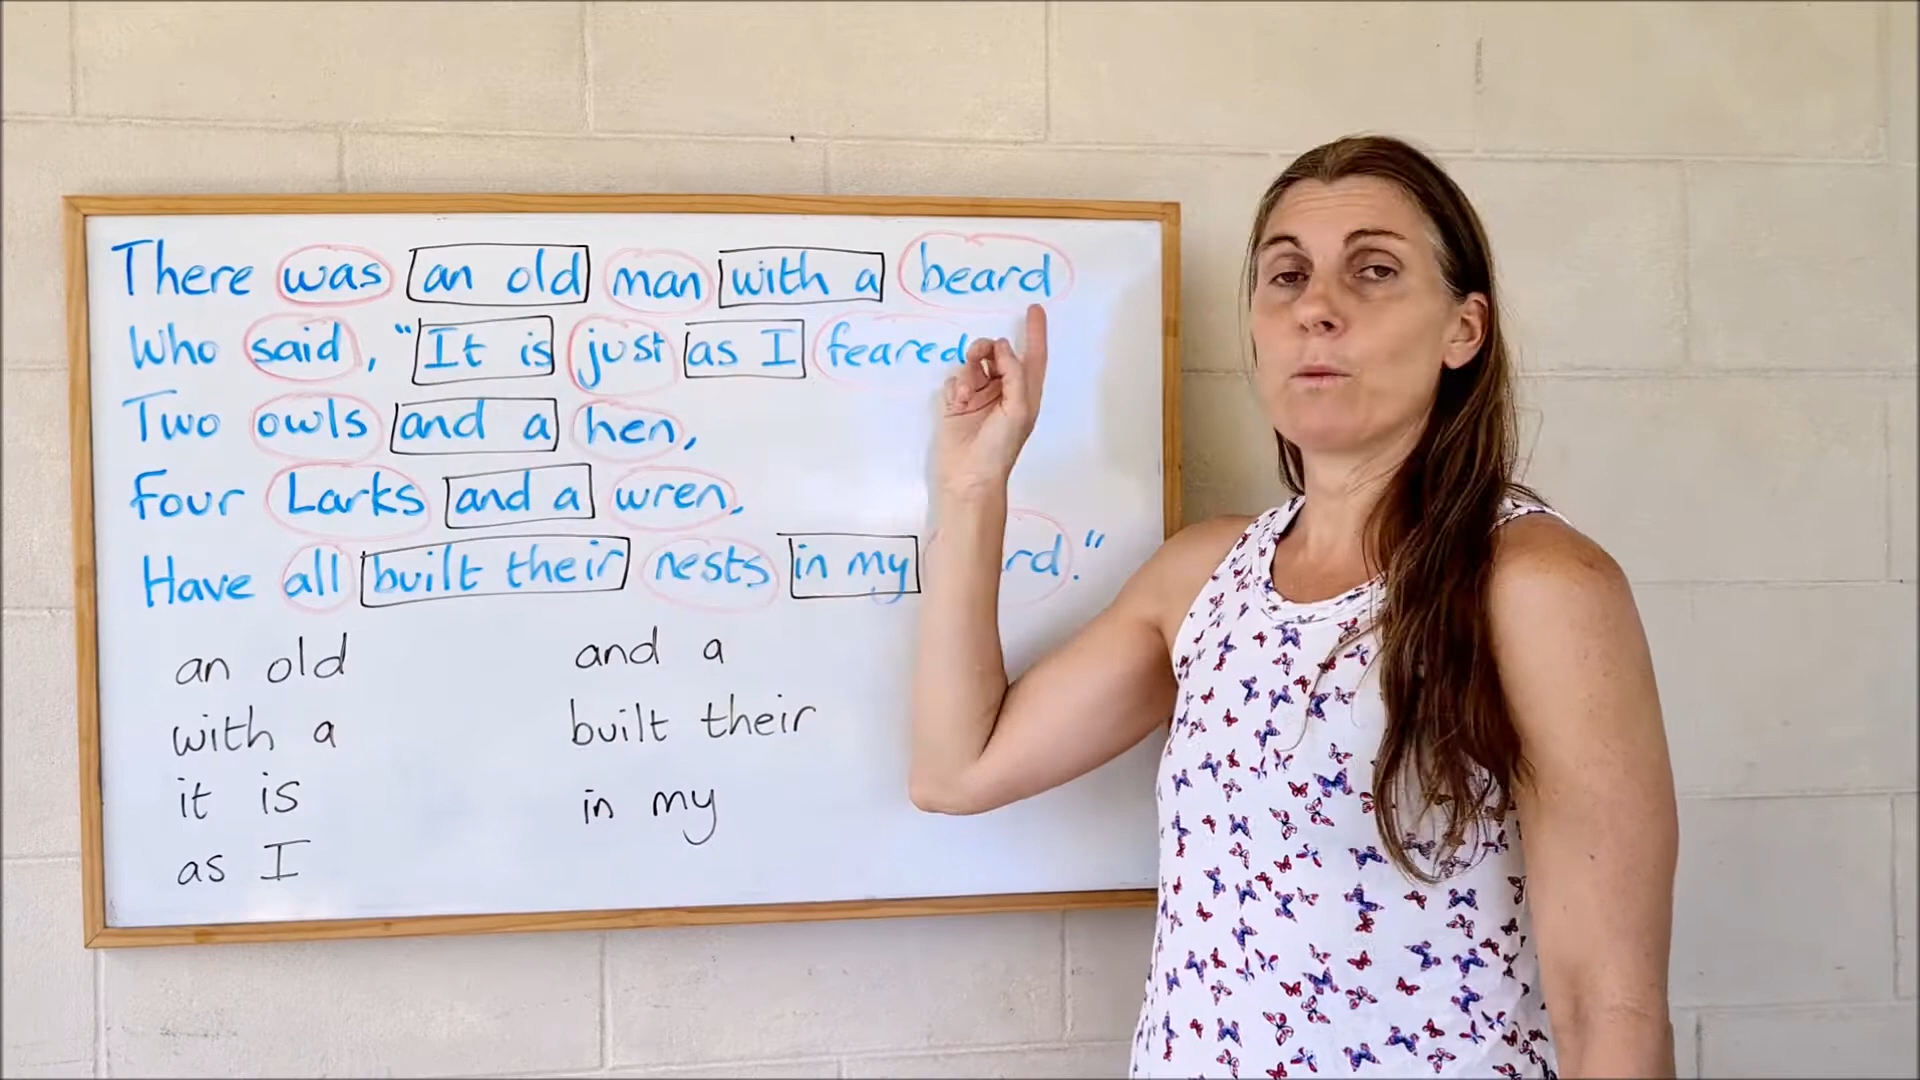 There was an old man with a beard
Who said, "It is just as I feared
Two owls and a hen,
Four Larks and a wren,
Have all built their nests in my rd."
an old
with a
it is
as I
and a
built their
in my